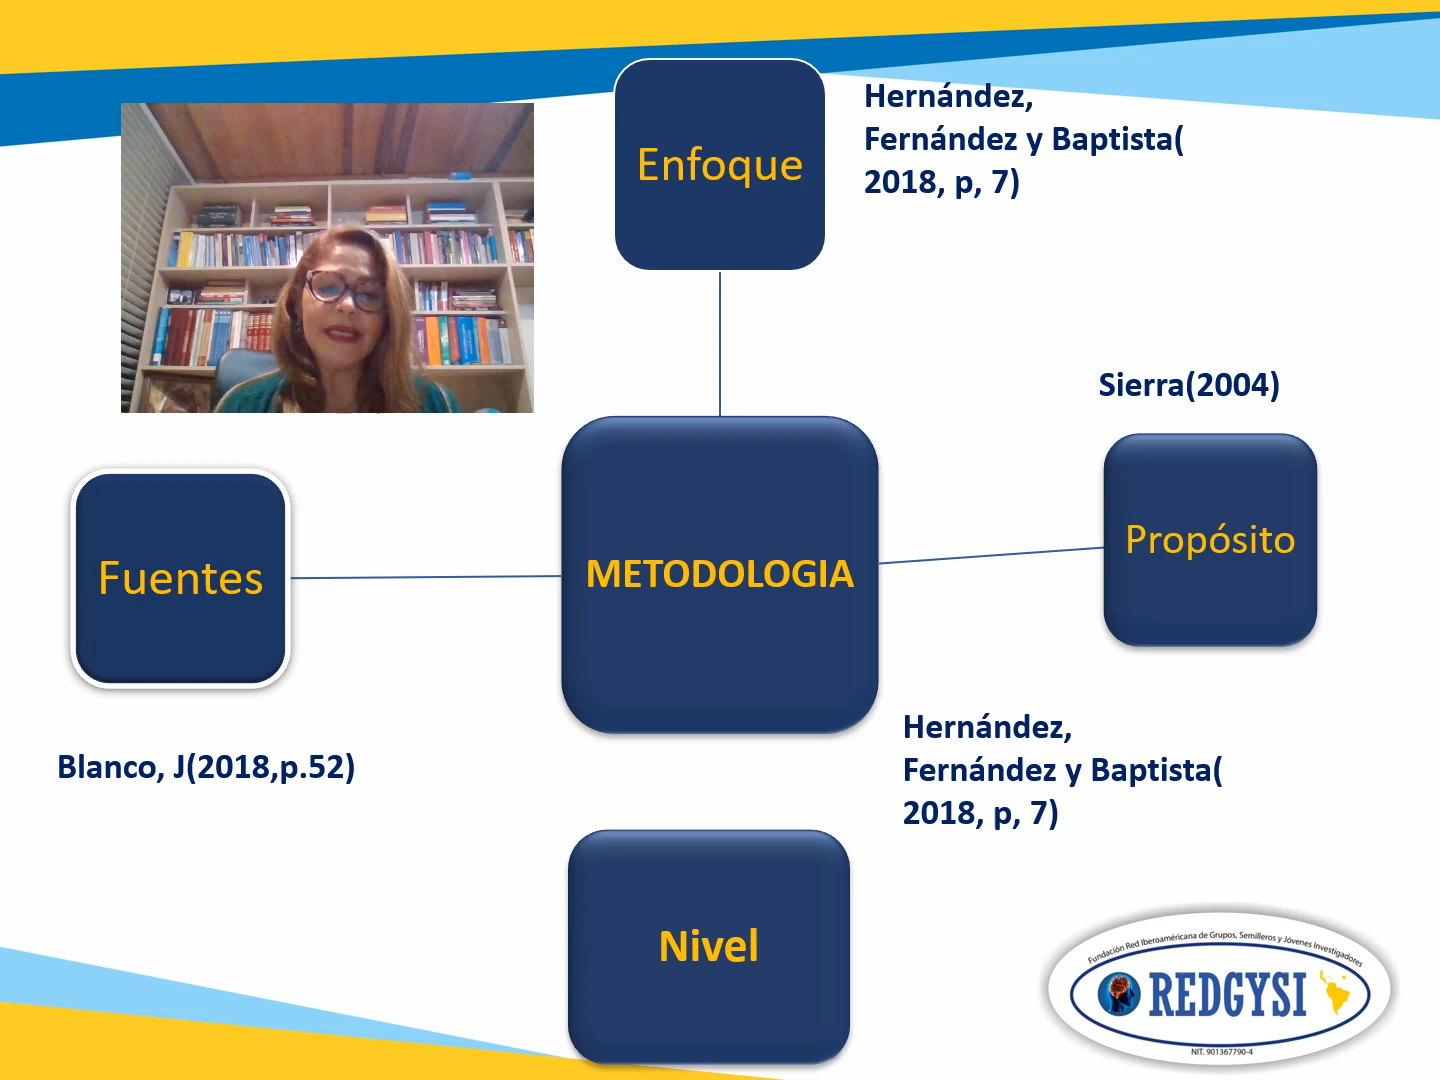 Enfoque
Hernández,
Fernández y Baptista(
2018, p, 7)
Sierra(2004)
Propósito
Fuentes
METODOLOGIA
Blanco, J(2018,p.52)
Hernández,
Fernández y Baptista(
2018, p, 7)
Nivel
Fundación Red Iberoaméricana de Grupos, Semilleros y Jóvenes Investigadores
REDGYSI
NIT. 901367790-4